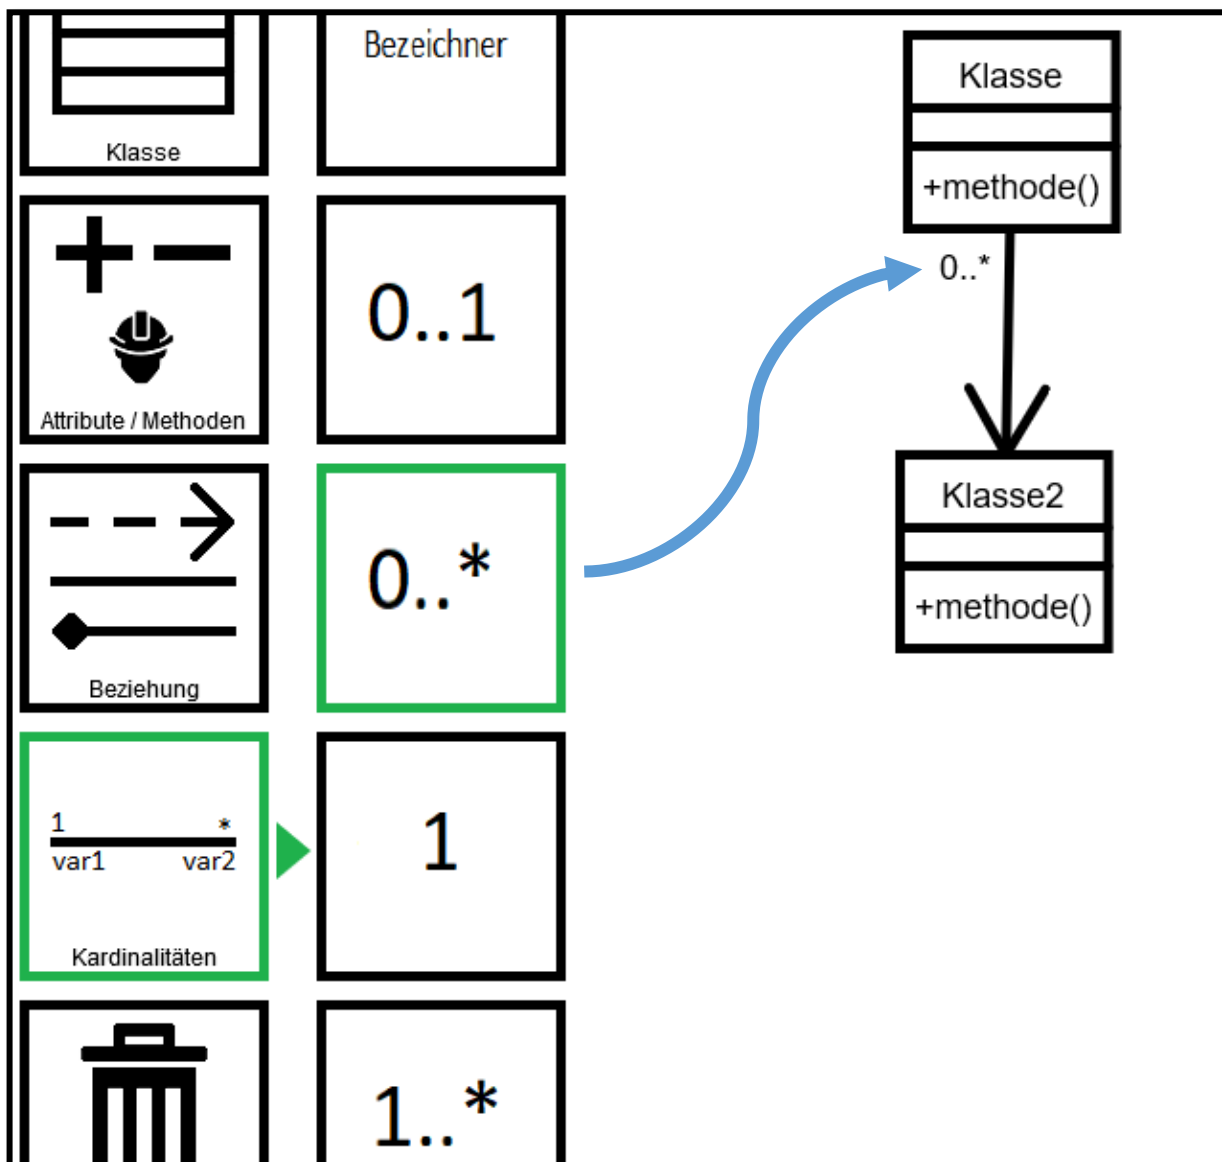 Klasse
Attribute / Methoden
Beziehung
1 *
var1 var2
Kardinalitäten
Bezeichner
0..1
0..*
1
1..*
Klasse
+methode()
0..*
Klasse2
+methode()